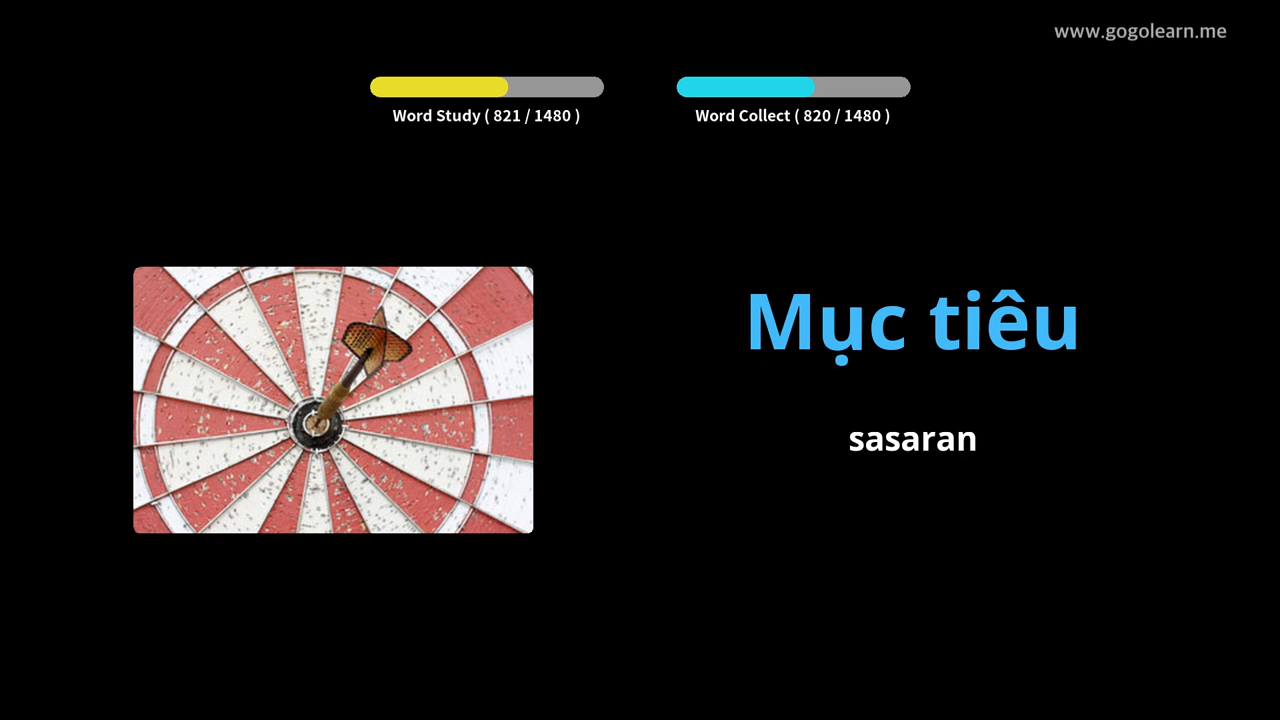 www.gogolearn.me
Word Study ( 821 / 1480 )
Word Collect ( 820 / 1480 )
Mục tiêu
sasaran